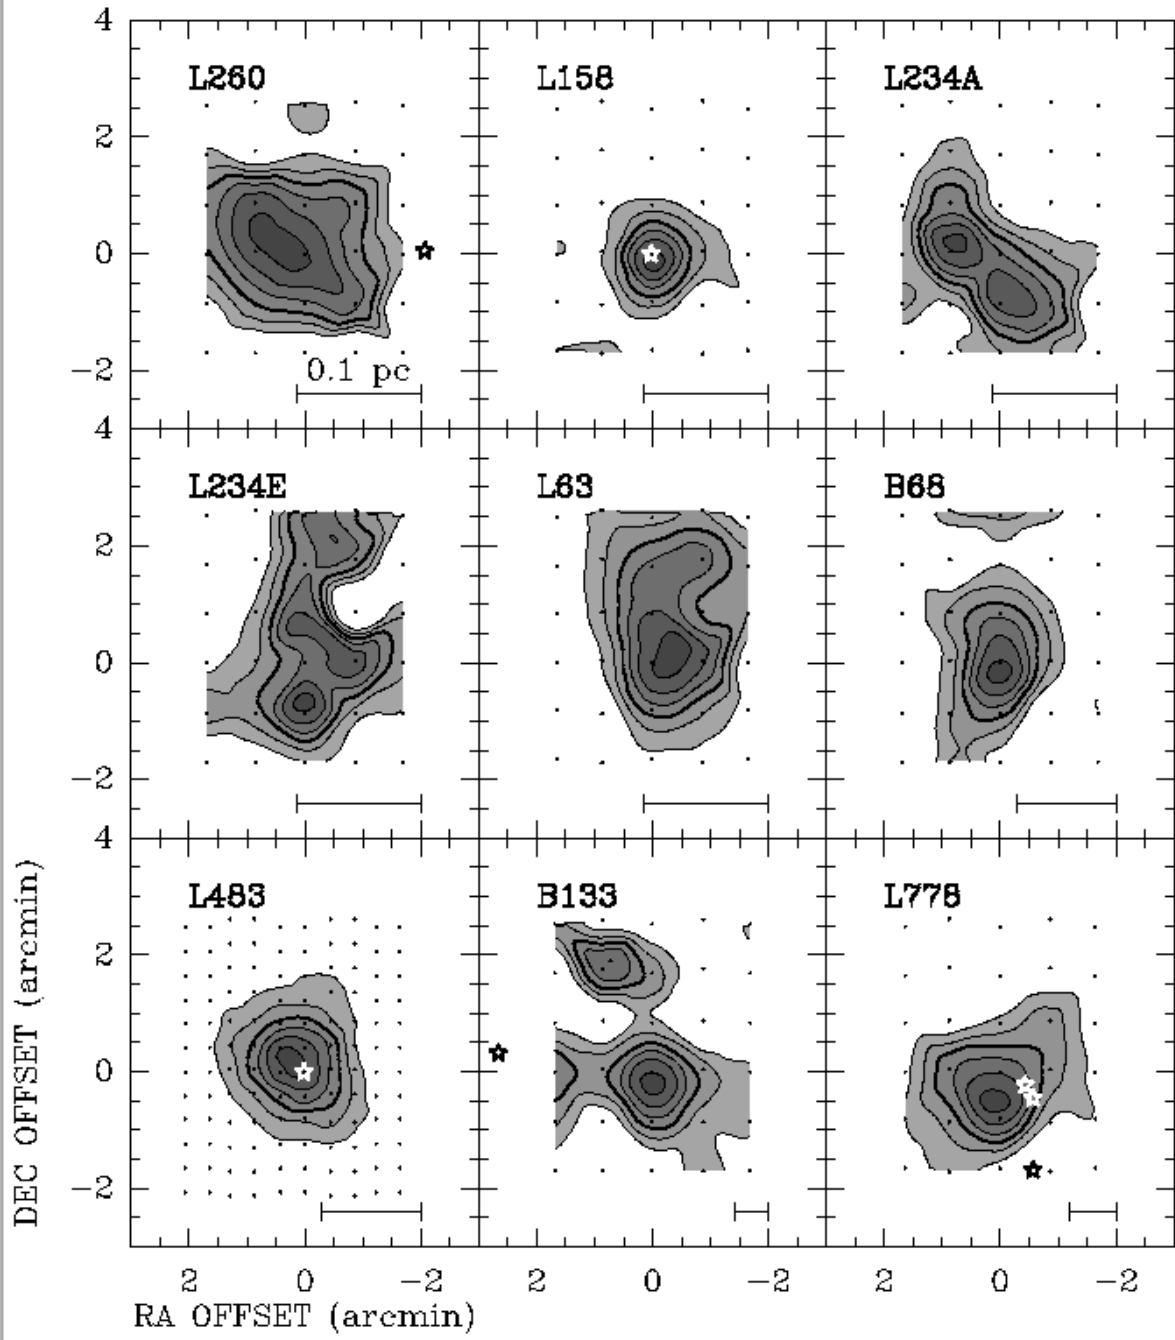 4
L260
L158
L234A
2
0
0.1 pc
−2
4
L234E
L63
B68
2
0
−2
4
L483
B133
L778
2
0
−2
DEC OFFSET (arcmin)
2 0 −2 2 0 −2 2 0 −2
RA OFFSET (arcmin)